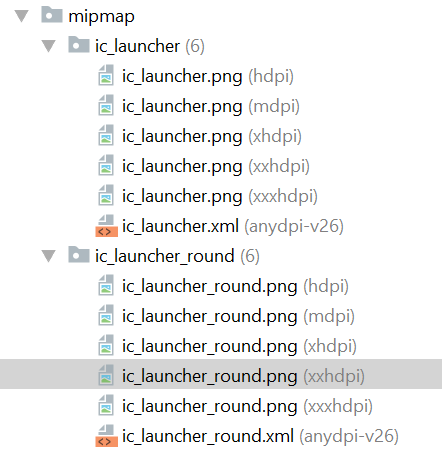 mipmap
ic_launcher (6)
ic_launcher.png (hdpi)
ic_launcher.png (mdpi)
ic_launcher.png (xhdpi)
ic_launcher.png (xxhdpi)
ic_launcher.png (xxxhdpi)
ic_launcher.xml (anydpi-v26)
ic_launcher_round (6)
ic_launcher_round.png (hdpi)
ic_launcher_round.png (mdpi)
ic_launcher_round.png (xhdpi)
ic_launcher_round.png (xxhdpi)
ic_launcher_round.png (xxxhdpi)
ic_launcher_round.xml (anydpi-v26)